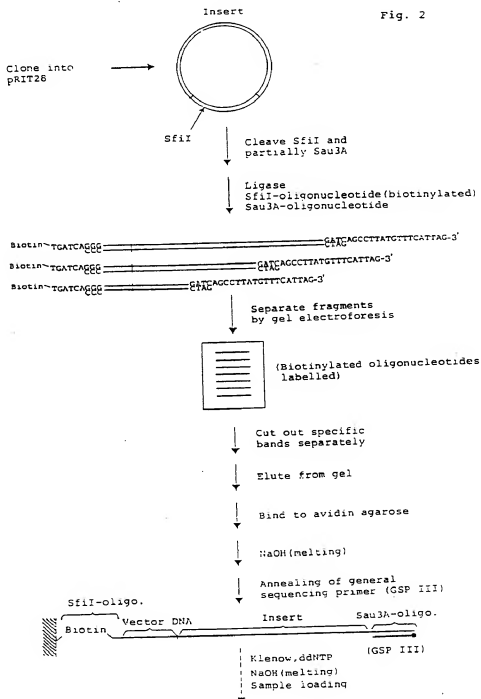 Fig. 2
Insert
Clone into
pRIT28
SfiI
Cleave SfiI and
partially Sau3A
Ligase
SfiI-oligonucleotide(biotinylated)
Sau3A-oligonucleotide
Biotin~TGATCAGGG GATCAGCCTTATGTTTCATTAG-3'
CCC CTAG
Biotin~TGATCAGGG GATCAGCCTTATGTTTCATTAG-3'
CCC CTAG
Biotin~TGATCAGGG GATCAGCCTTATGTTTCATTAG-3'
CCC CTAG
Separate fragments
by gel electroforesis
(Biotinylated oligonucleotides
labelled)
Cut out specific
bands separately
Elute from gel
Bind to avidin agarose
NaOH(melting)
Annealing of general
sequencing primer (GSP III)
SfiI-oligo.
Biotin Vector DNA Insert Sau3A-oligo.
(GSP III)
Klenow,ddNTP
NaOH(melting)
Sample loading